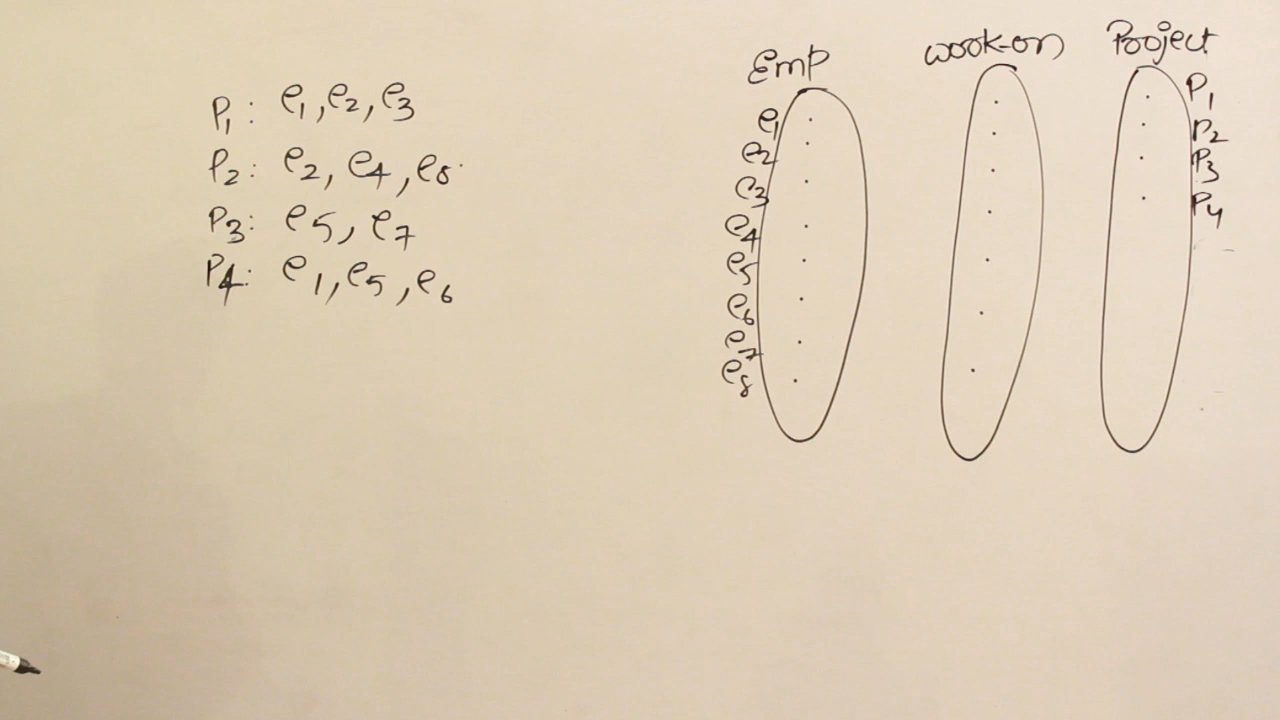 P1: e1, e2, e3
P2: e2, e4, e8
P3: e5, e7
P4: e1, e5, e6
Emp
e1
e2
e3
e4
e5
e6
e7
e8
work-on
Project
P1
P2
P3
P4